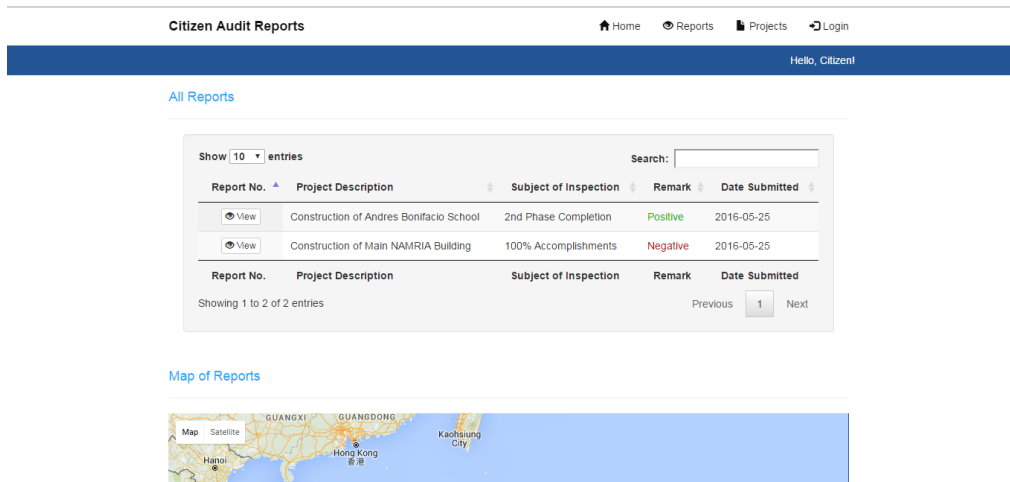 Citizen Audit Reports Home Reports Projects Login
Hello, Citizen!
All Reports
Show 10 entries Search:
Report No. Project Description Subject of Inspection Remark Date Submitted
View Construction of Andres Bonifacio School 2nd Phase Completion Positive 2016-05-25
View Construction of Main NAMRIA Building 100% Accomplishments Negative 2016-05-25
Report No. Project Description Subject of Inspection Remark Date Submitted
Showing 1 to 2 of 2 entries Previous 1 Next
Map of Reports
GUANGXI GUANGDONG
Map Satellite
Kaohsiung
City
Hong Kong
香港
Hanoi